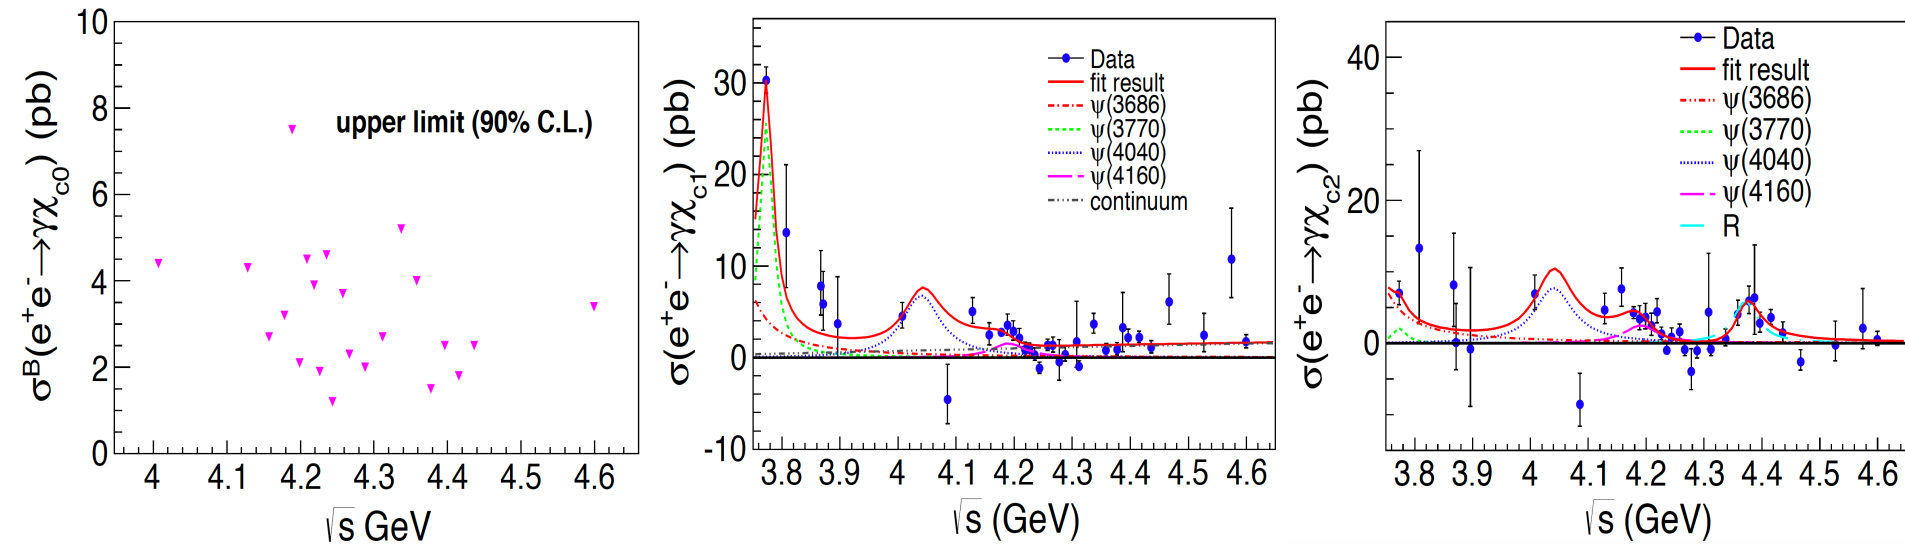 σᴮ(e⁺e⁻→γχc0) (pb)
10
8
6
4
2
0
upper limit (90% C.L.)
4 4.1 4.2 4.3 4.4 4.5 4.6
√s GeV
σ(e⁺e⁻→γχc1) (pb)
30
20
10
0
-10
Data
fit result
ψ(3686)
ψ(3770)
ψ(4040)
ψ(4160)
continuum
3.8 3.9 4 4.1 4.2 4.3 4.4 4.5 4.6
√s (GeV)
σ(e⁺e⁻→γχc2) (pb)
40
20
0
Data
fit result
ψ(3686)
ψ(3770)
ψ(4040)
ψ(4160)
R
3.8 3.9 4 4.1 4.2 4.3 4.4 4.5 4.6
√s (GeV)